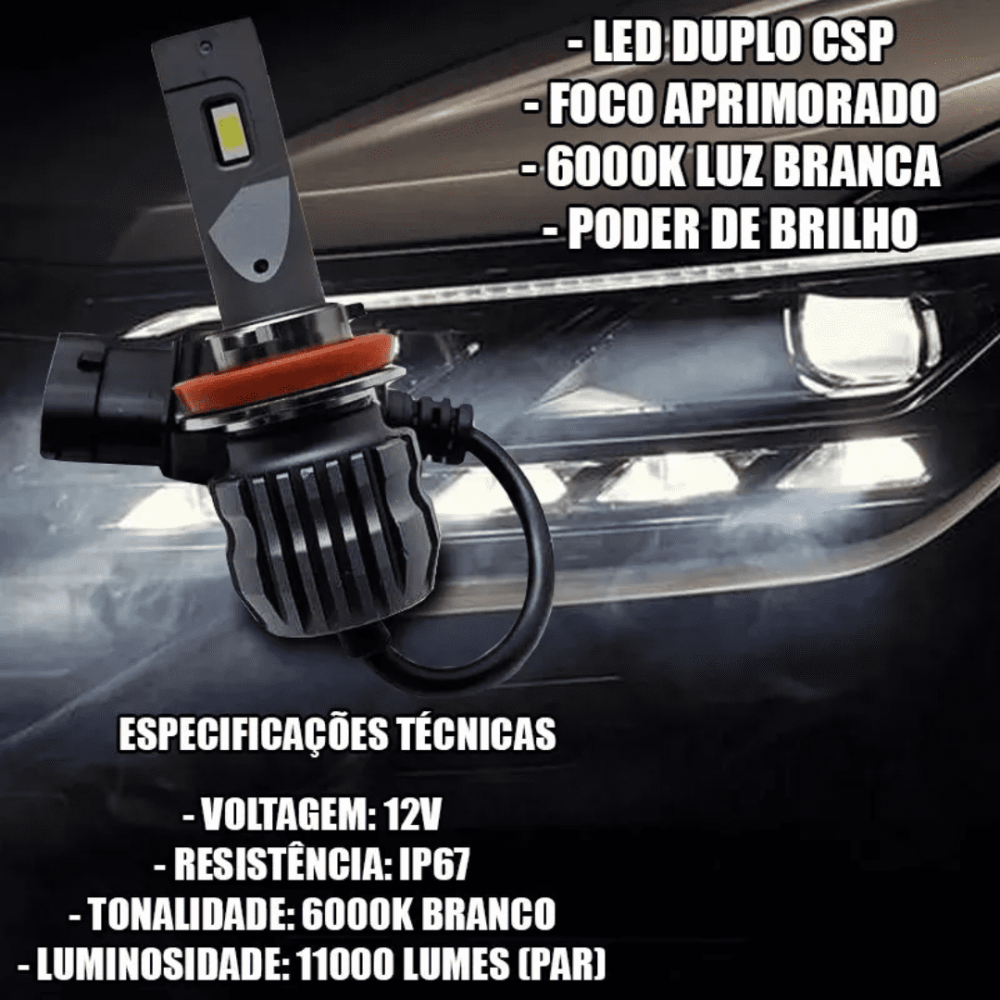 - LED DUPLO CSP
- FOCO APRIMORADO
- 6000K LUZ BRANCA
- PODER DE BRILHO
ESPECIFICAÇÕES TÉCNICAS
- VOLTAGEM: 12V
- RESISTÊNCIA: IP67
- TONALIDADE: 6000K BRANCO
- LUMINOSIDADE: 11000 LUMES (PAR)